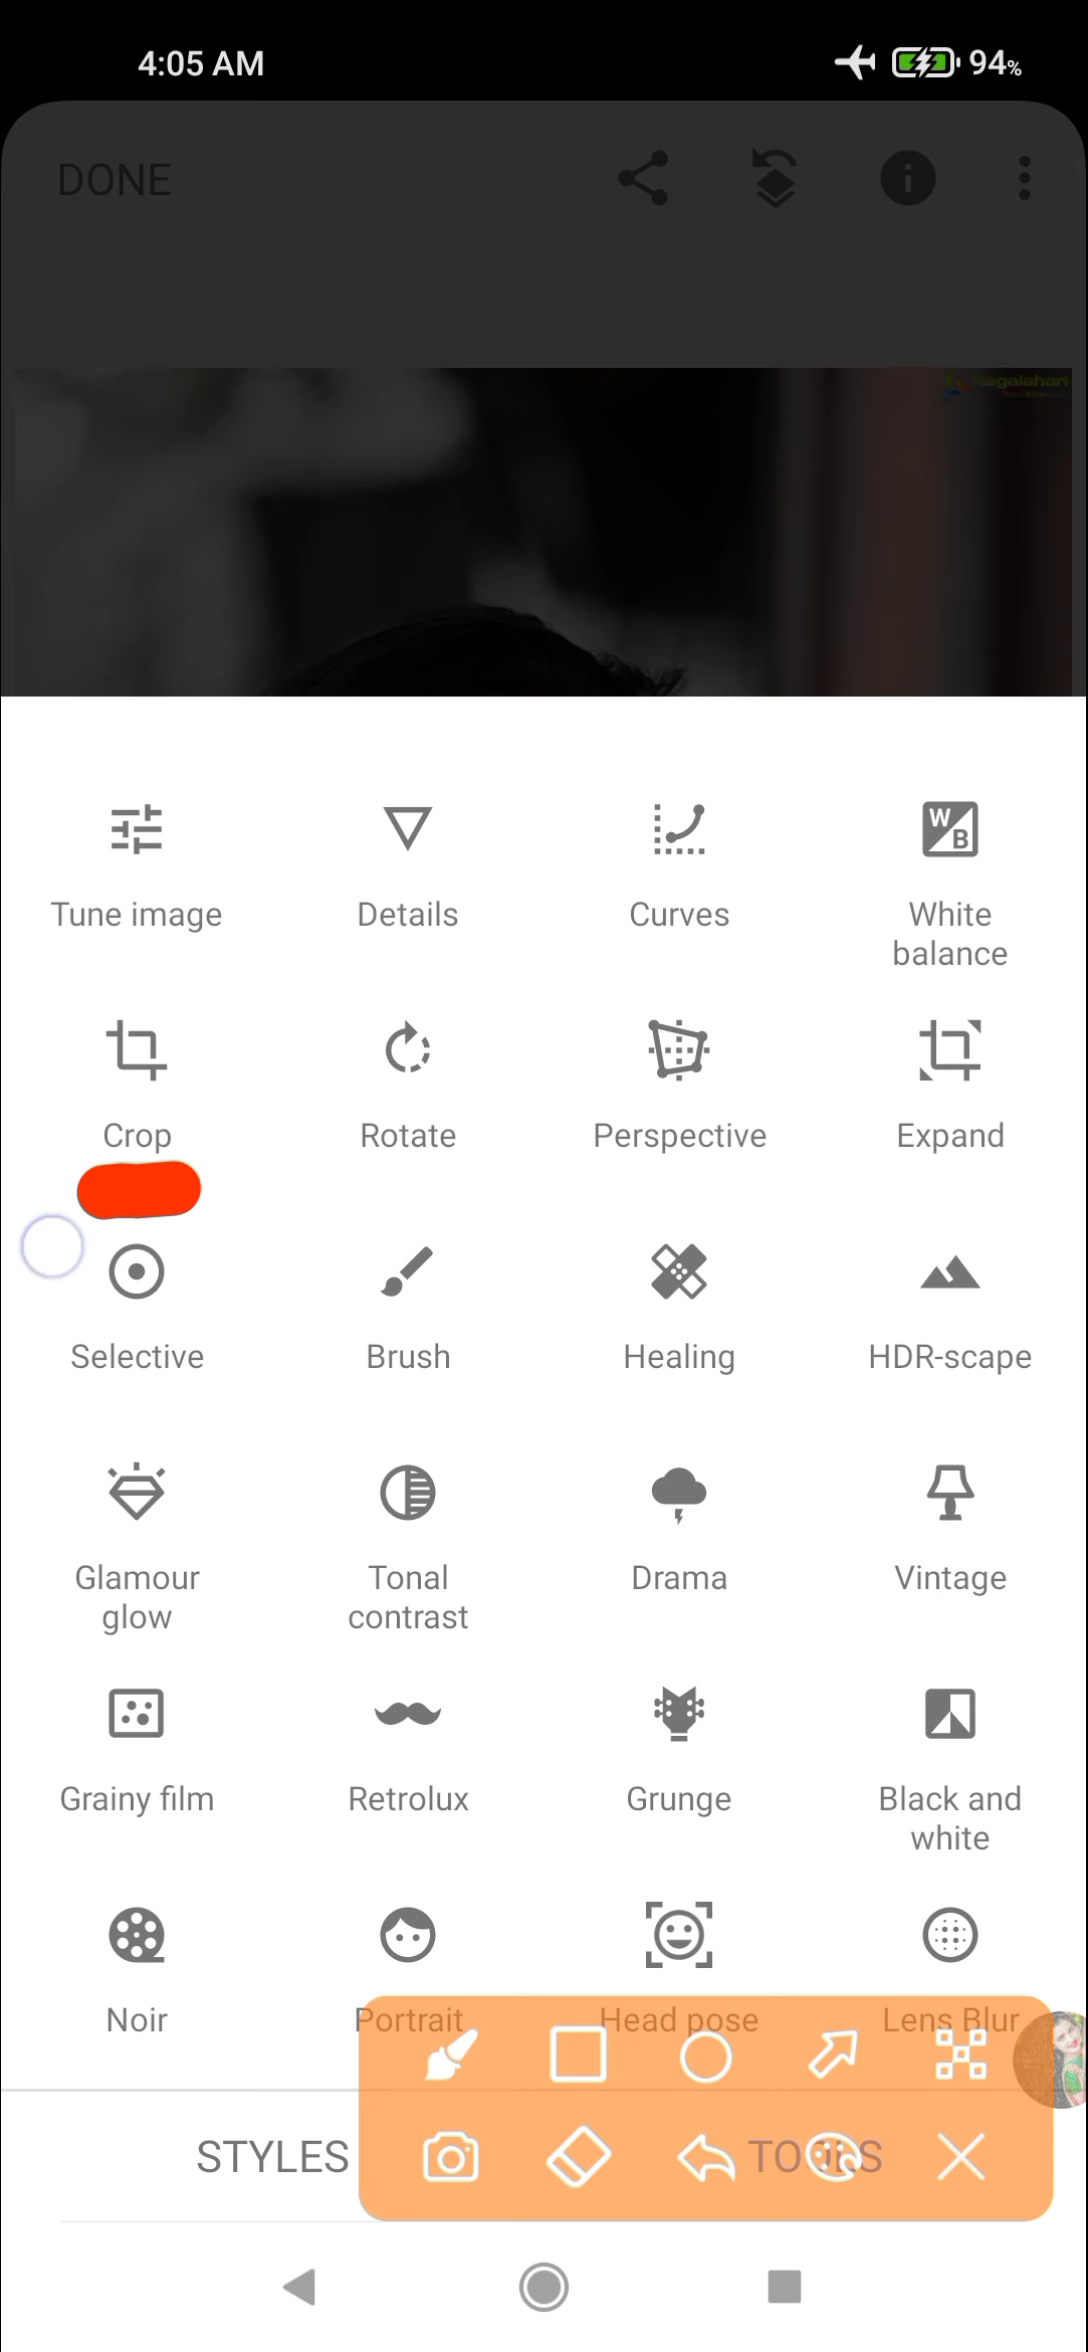 4:05 AM
94%
DONE
Ragalahari
Tune image
Details
Curves
White
balance
Crop
Rotate
Perspective
Expand
Selective
Brush
Healing
HDR-scape
Glamour
glow
Tonal
contrast
Drama
Vintage
Grainy film
Retrolux
Grunge
Black and
white
Noir
Portrait
Head pose
Lens Blur
STYLES
TOOLS